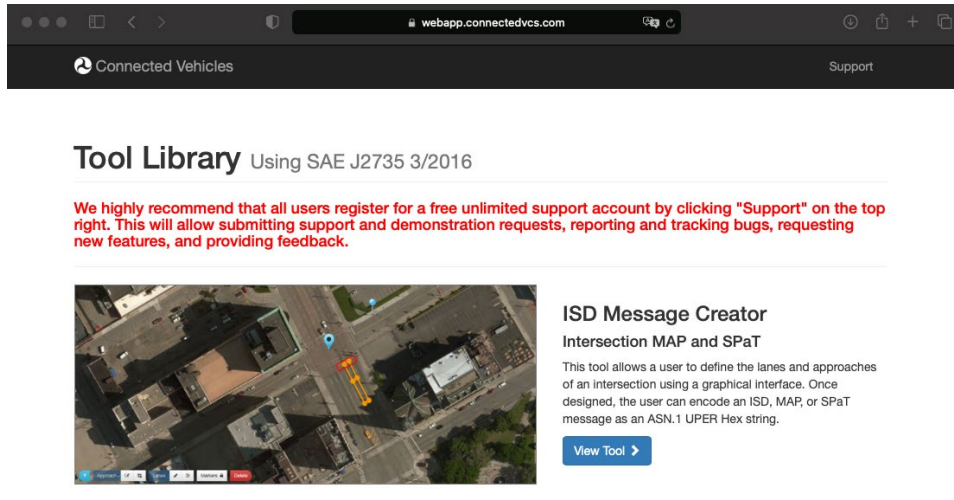 webapp.connectedvcs.com
Connected Vehicles
Support
Tool Library Using SAE J2735 3/2016
We highly recommend that all users register for a free unlimited support account by clicking "Support" on the top
right. This will allow submitting support and demonstration requests, reporting and tracking bugs, requesting
new features, and providing feedback.
ISD Message Creator
Intersection MAP and SPaT
This tool allows a user to define the lanes and approaches
of an intersection using a graphical interface. Once
designed, the user can encode an ISD, MAP, or SPaT
message as an ASN.1 UPER Hex string.
View Tool
Approach Lanes Markers Delete